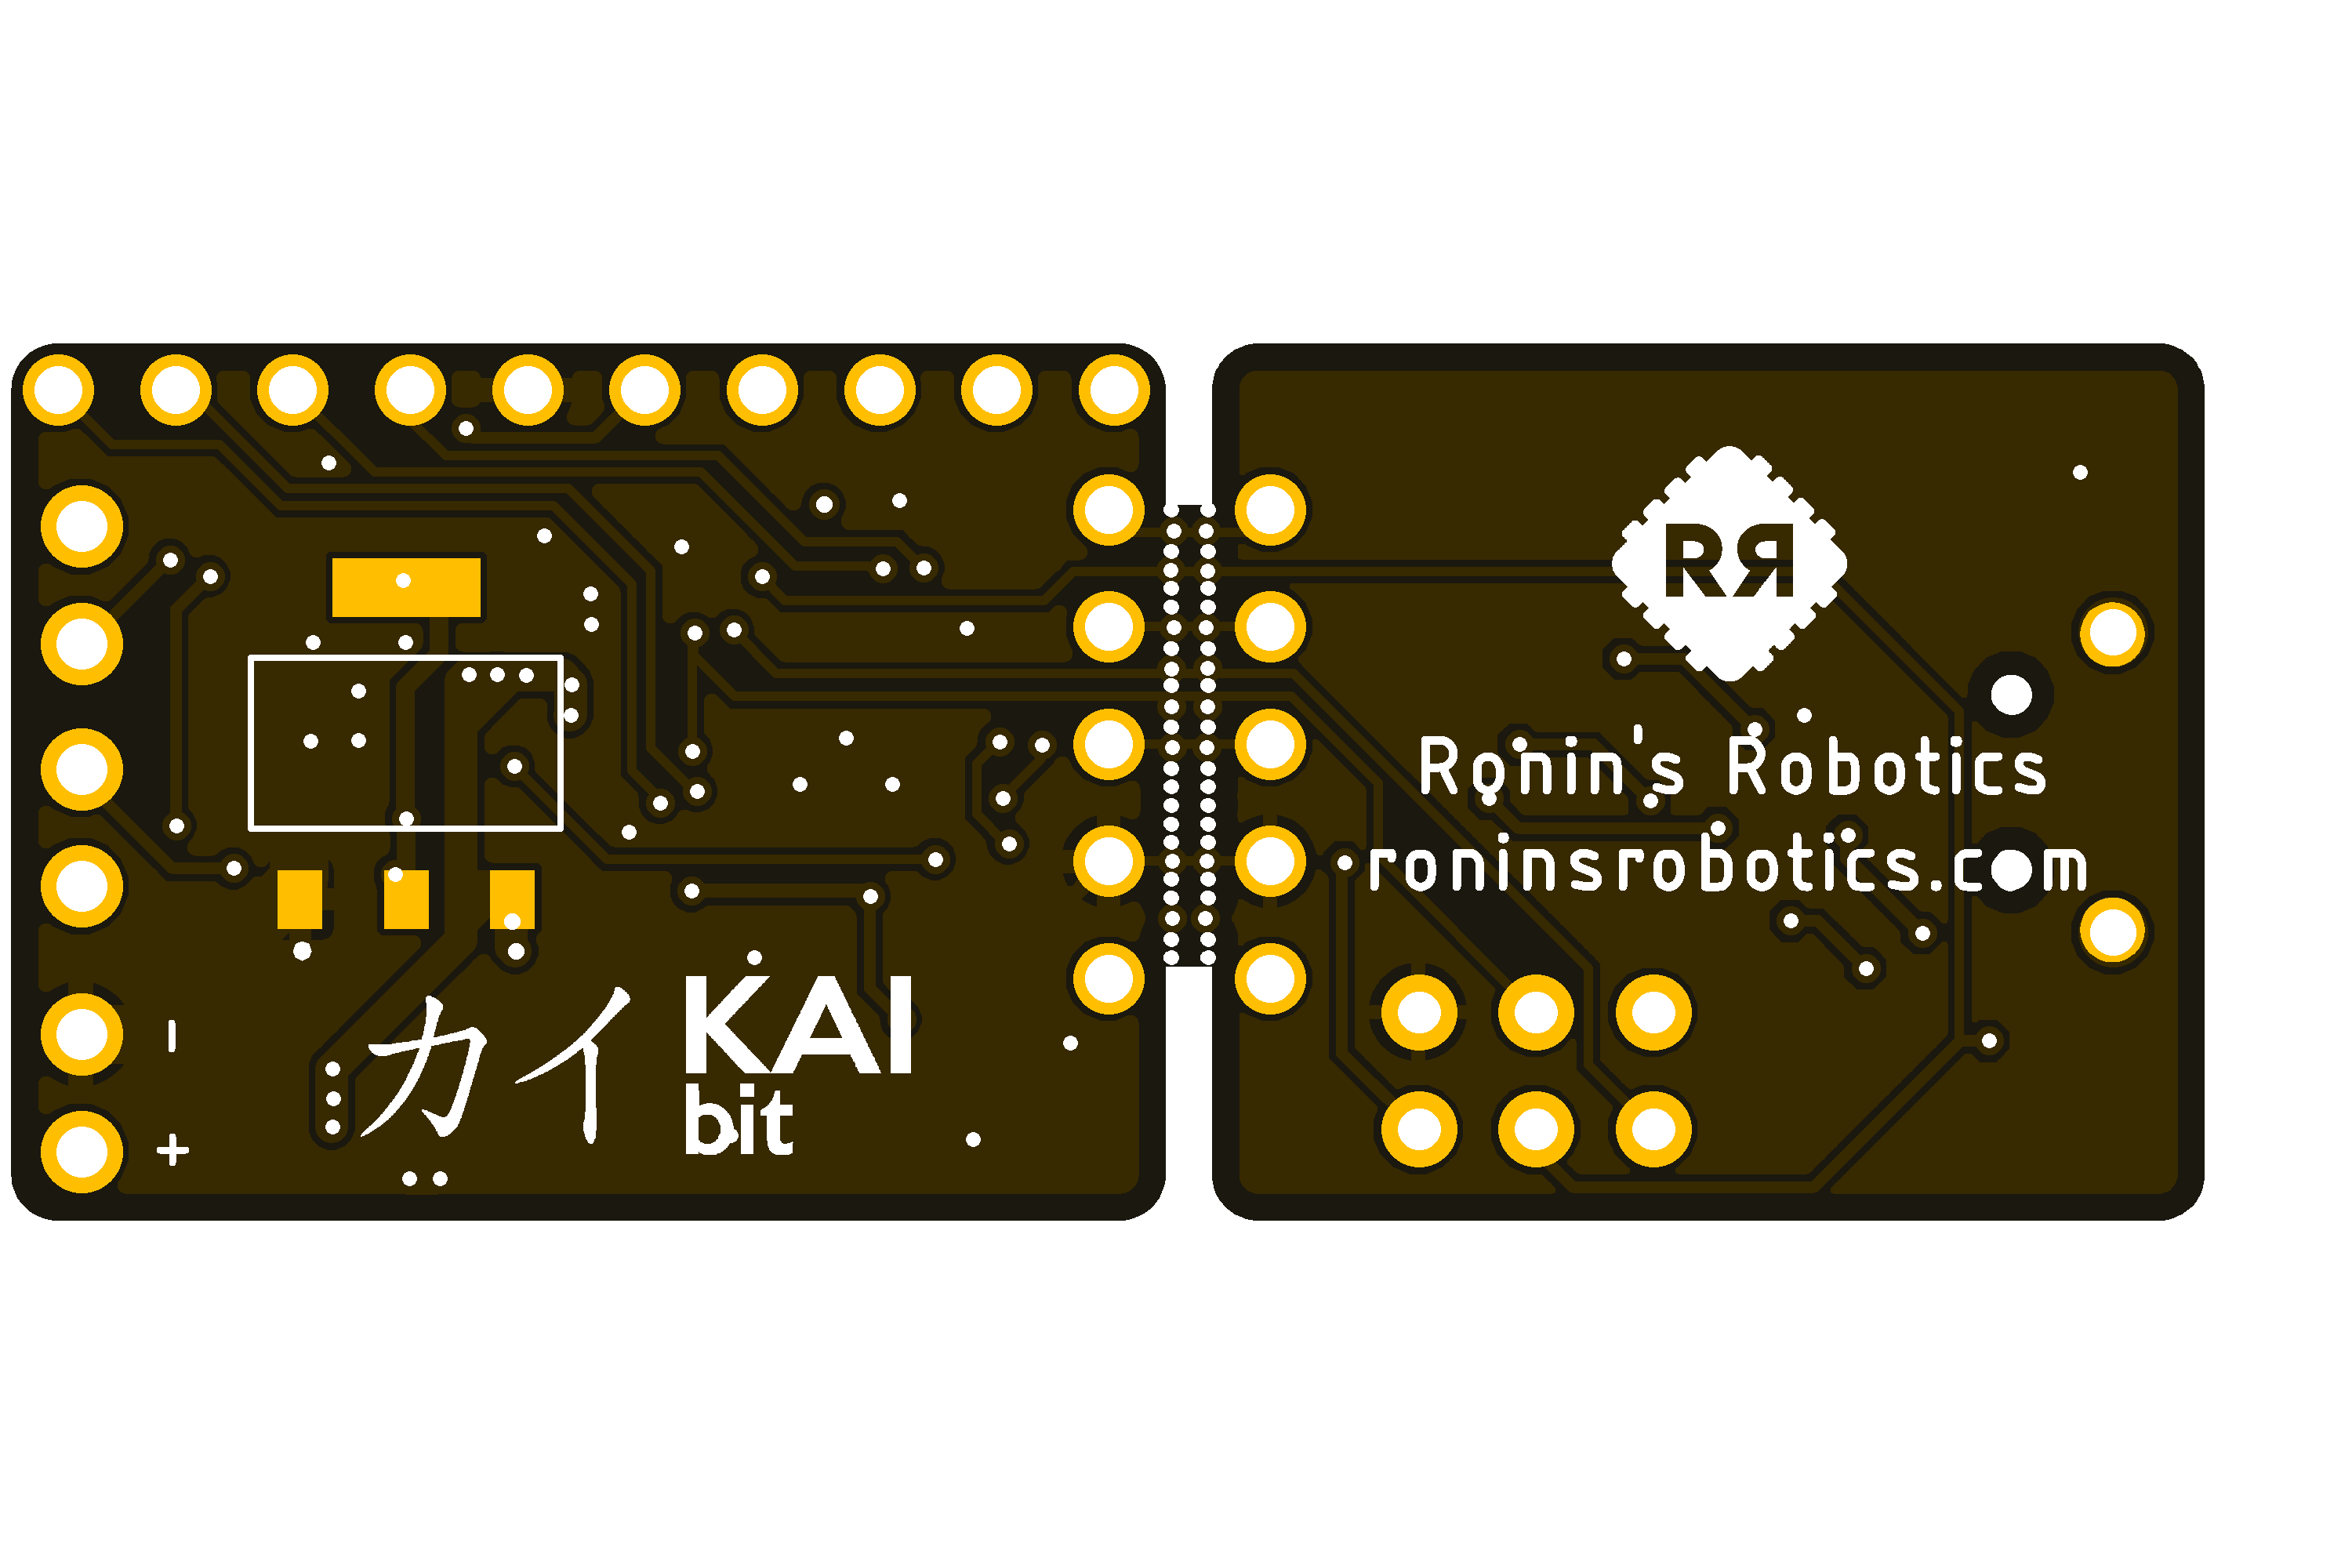 RR
Ronin's Robotics
roninsrobotics.com
カイ
KAI
bit
-
+